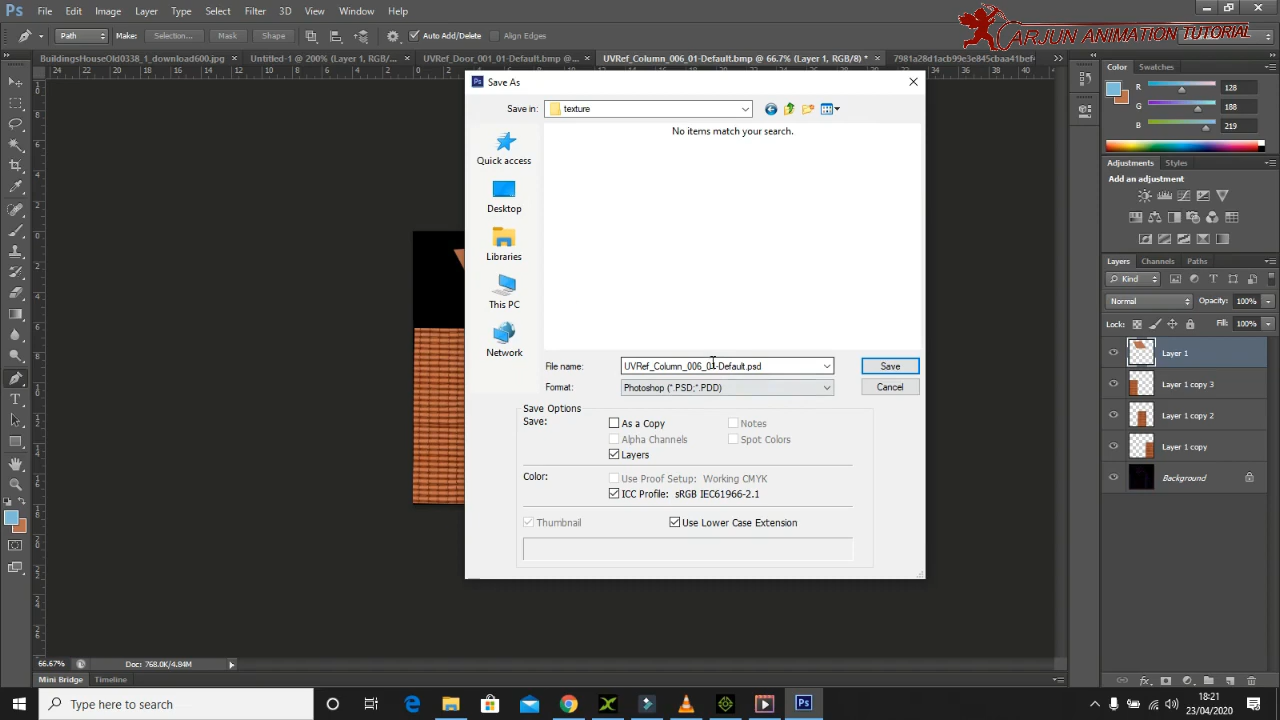 Ps File Edit Image Layer Type Select Filter 3D View Window Help
ARJUN ANIMATION TUTORIAL
Path Make: Selection... Mask Shape Auto Add/Delete Align Edges
BuildingsHouseOld0338_1_download600.jpg Untitled-1 @ 200% (Layer 1, RGB/... UVRef_Door_001_01-Default.bmp @... UVRef_Column_006_01-Default.bmp @ 66.7% (Layer 1, RGB/8) * 7981a28d1acb99e3e845cbaa41bef
Save As
Save in: texture
No items match your search.
Quick access
Desktop
Libraries
This PC
Network
File name: UVRef_Column_006_01-Default.psd Save
Format: Photoshop (*.PSD;*.PDD) Cancel
Save Options
Save: As a Copy Notes
Alpha Channels Spot Colors
Layers
Color: Use Proof Setup: Working CMYK
ICC Profile: sRGB IEC61966-2.1
Thumbnail Use Lower Case Extension
Color Swatches
R 128
G 188
B 219
Adjustments Styles
Add an adjustment
Layers Channels Paths
Kind
Normal Opacity: 100%
Lock: Fill: 100%
Layer 1
Layer 1 copy 3
Layer 1 copy 2
Layer 1 copy
Background
66.67% Doc: 768.0K/4.84M
Mini Bridge Timeline
Type here to search
18:21
23/04/2020